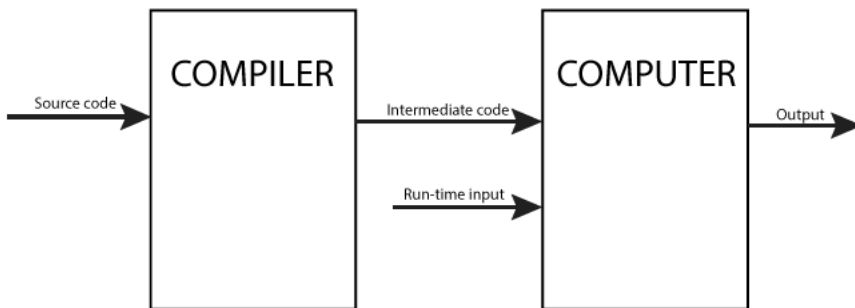 COMPILER
COMPUTER
Source code
Intermediate code
Output
Run-time input